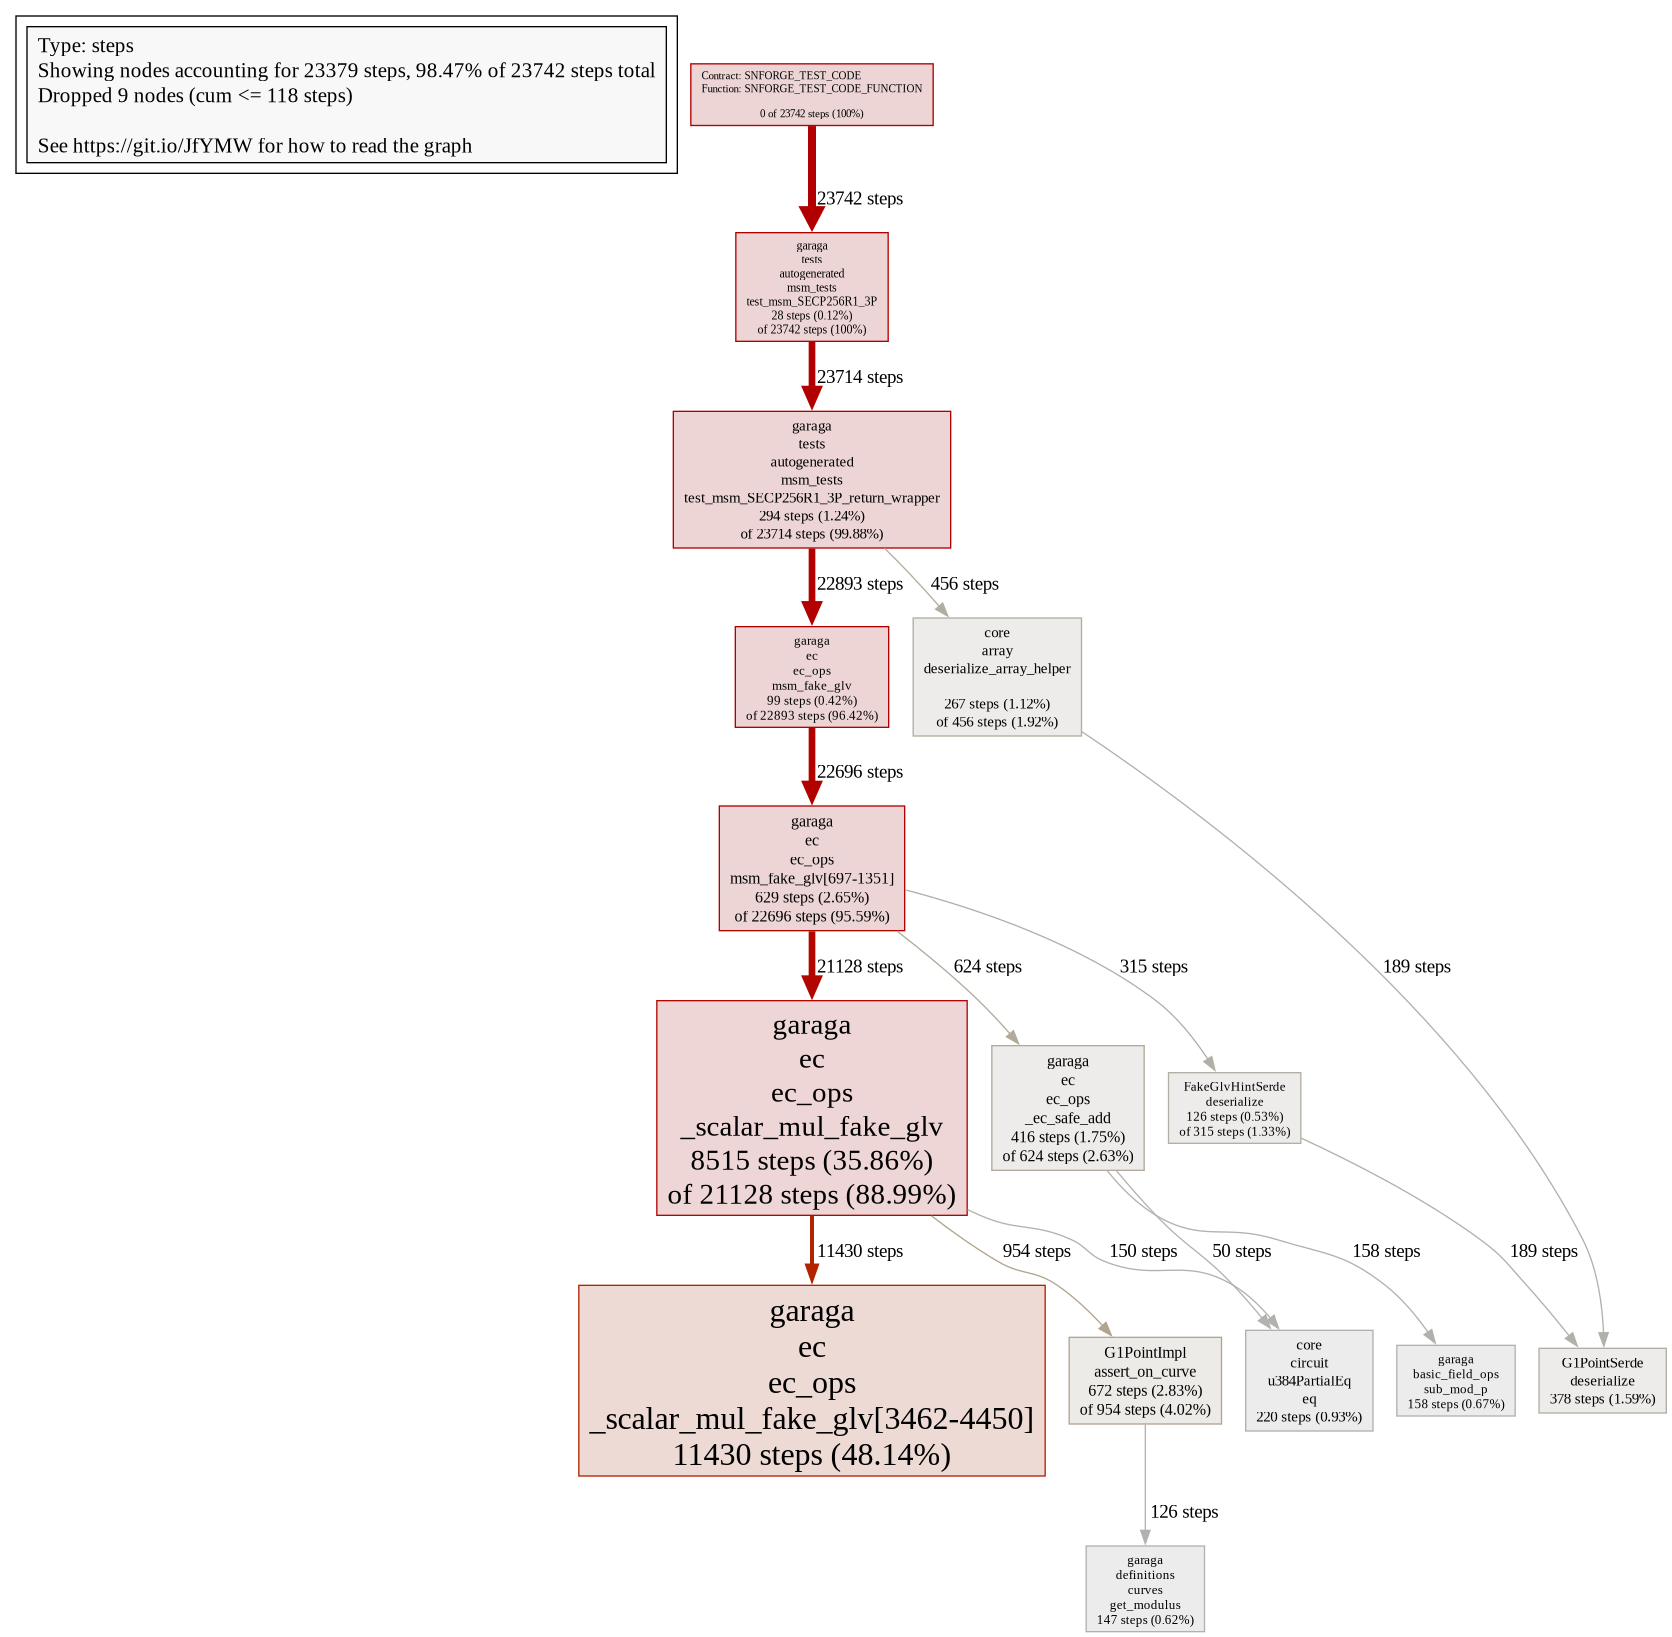 Type: steps
Showing nodes accounting for 23379 steps, 98.47% of 23742 steps total
Dropped 9 nodes (cum <= 118 steps)
See https://git.io/JfYMW for how to read the graph
Contract: SNFORGE_TEST_CODE
Function: SNFORGE_TEST_CODE_FUNCTION
0 of 23742 steps (100%)
23742 steps
garaga
tests
autogenerated
msm_tests
test_msm_SECP256R1_3P
28 steps (0.12%)
of 23742 steps (100%)
23714 steps
garaga
tests
autogenerated
msm_tests
test_msm_SECP256R1_3P_return_wrapper
294 steps (1.24%)
of 23714 steps (99.88%)
22893 steps
456 steps
garaga
ec
ec_ops
msm_fake_glv
99 steps (0.42%)
of 22893 steps (96.42%)
core
array
deserialize_array_helper
267 steps (1.12%)
of 456 steps (1.92%)
22696 steps
garaga
ec
ec_ops
msm_fake_glv[697-1351]
629 steps (2.65%)
of 22696 steps (95.59%)
21128 steps
624 steps
315 steps
189 steps
garaga
ec
ec_ops
_scalar_mul_fake_glv
8515 steps (35.86%)
of 21128 steps (88.99%)
garaga
ec
ec_ops
_ec_safe_add
416 steps (1.75%)
of 624 steps (2.63%)
FakeGlvHintSerde
deserialize
126 steps (0.53%)
of 315 steps (1.33%)
11430 steps
954 steps
150 steps
50 steps
158 steps
189 steps
garaga
ec
ec_ops
_scalar_mul_fake_glv[3462-4450]
11430 steps (48.14%)
G1PointImpl
assert_on_curve
672 steps (2.83%)
of 954 steps (4.02%)
core
circuit
u384PartialEq
eq
220 steps (0.93%)
garaga
basic_field_ops
sub_mod_p
158 steps (0.67%)
G1PointSerde
deserialize
378 steps (1.59%)
126 steps
garaga
definitions
curves
get_modulus
147 steps (0.62%)